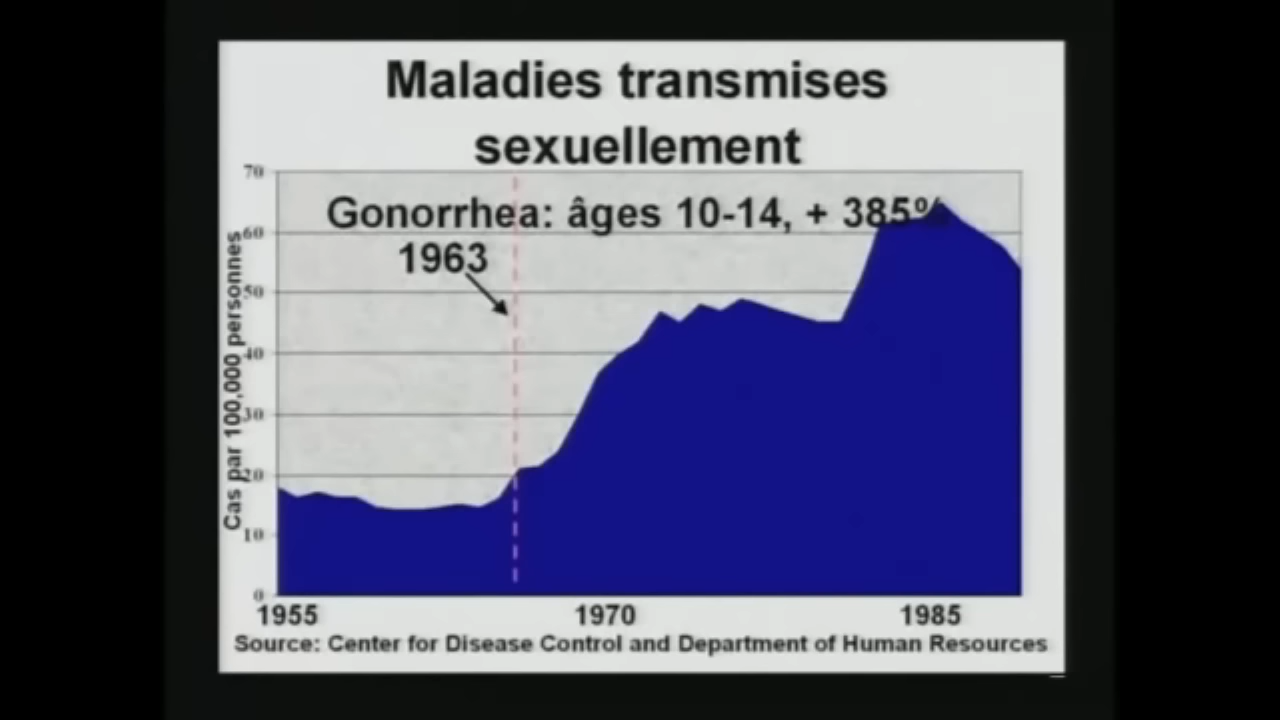 Maladies transmises
sexuellement
Gonorrhea: âges 10-14, + 385%
1963
Cas par 100,000 personnes
70
60
50
40
30
20
10
0
1955 1970 1985
Source: Center for Disease Control and Department of Human Resources